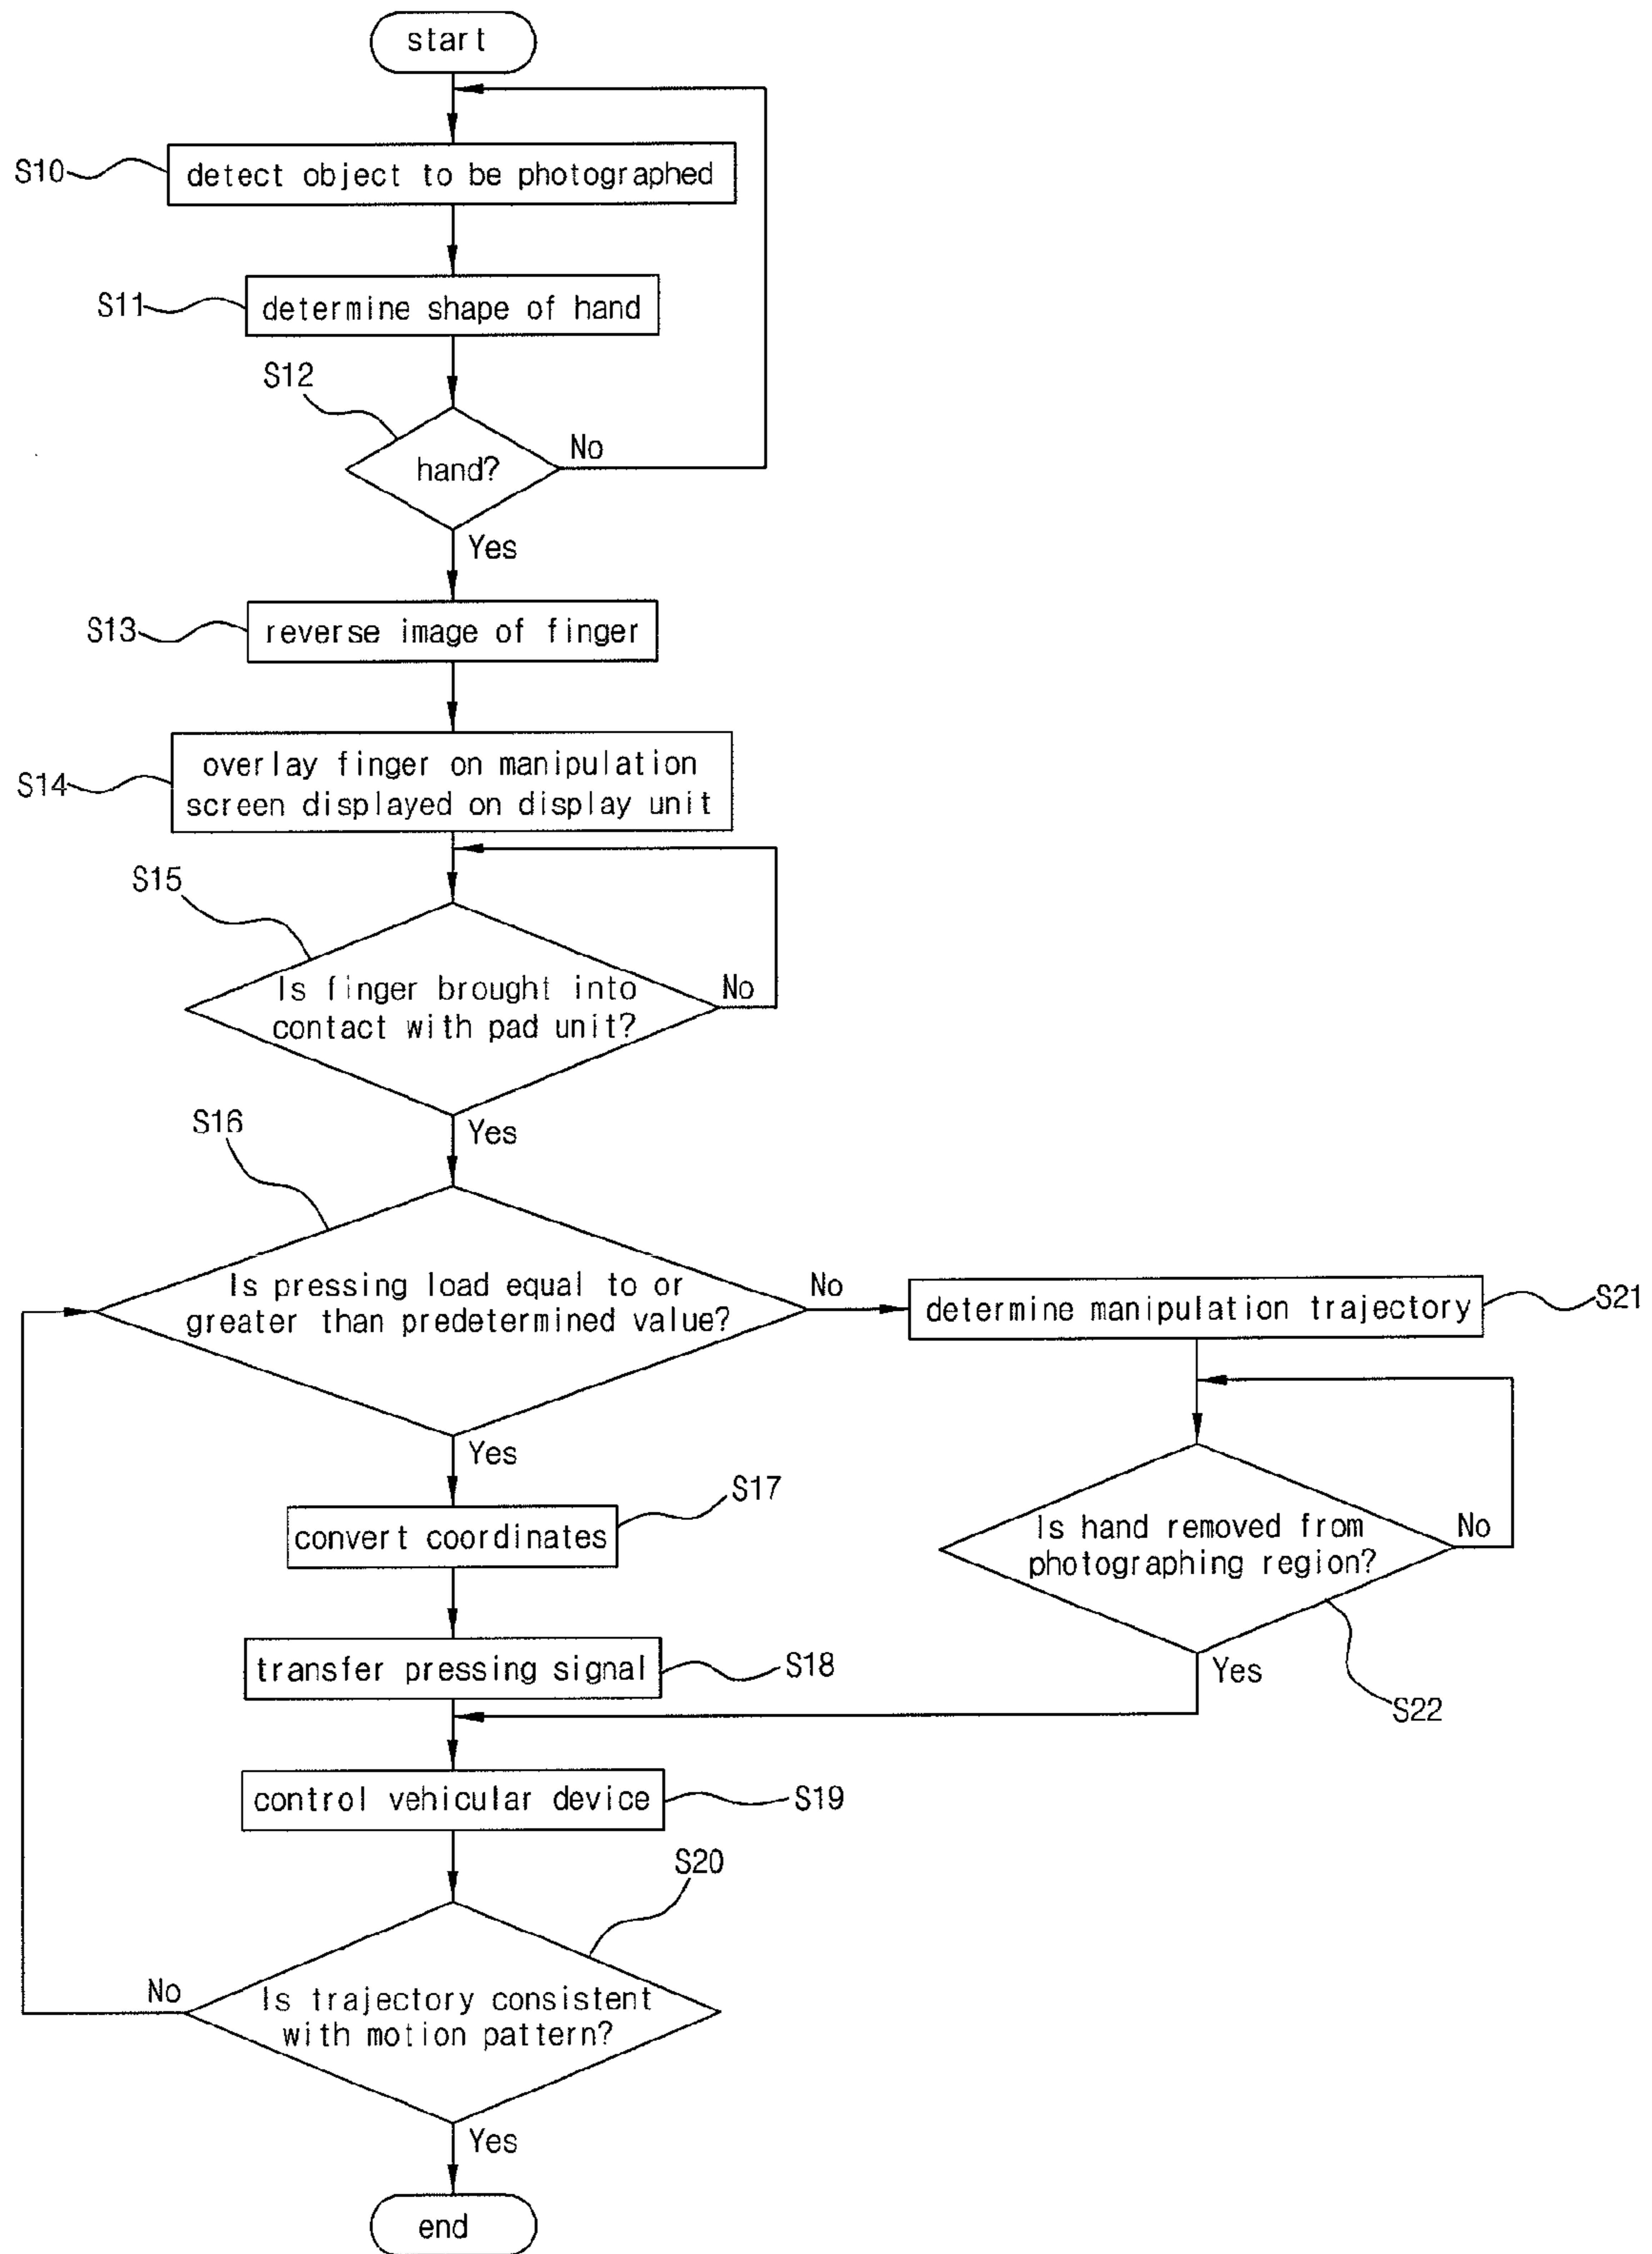 start
S10
detect object to be photographed
S11
determine shape of hand
S12
hand?
No
Yes
S13
reverse image of finger
S14
overlay finger on manipulation
screen displayed on display unit
S15
Is finger brought into
contact with pad unit?
No
Yes
S16
Is pressing load equal to or
greater than predetermined value?
No
determine manipulation trajectory
S21
Yes
S17
convert coordinates
Is hand removed from
photographing region?
No
Yes
S22
transfer pressing signal
S18
control vehicular device
S19
S20
Is trajectory consistent
with motion pattern?
No
Yes
end